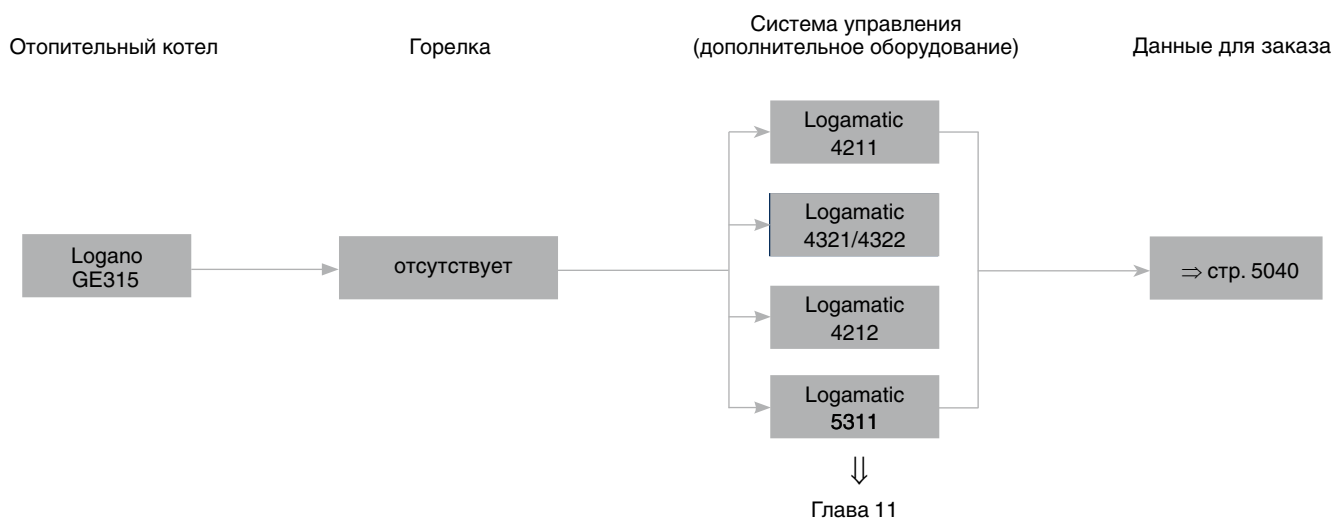 Отопительный котел
Горелка
Система управления
(дополнительное оборудование)
Данные для заказа
Logano
GE315
отсутствует
Logamatic
4211
Logamatic
4321/4322
Logamatic
4212
Logamatic
5311
⇒ стр. 5040
⇓
Глава 11